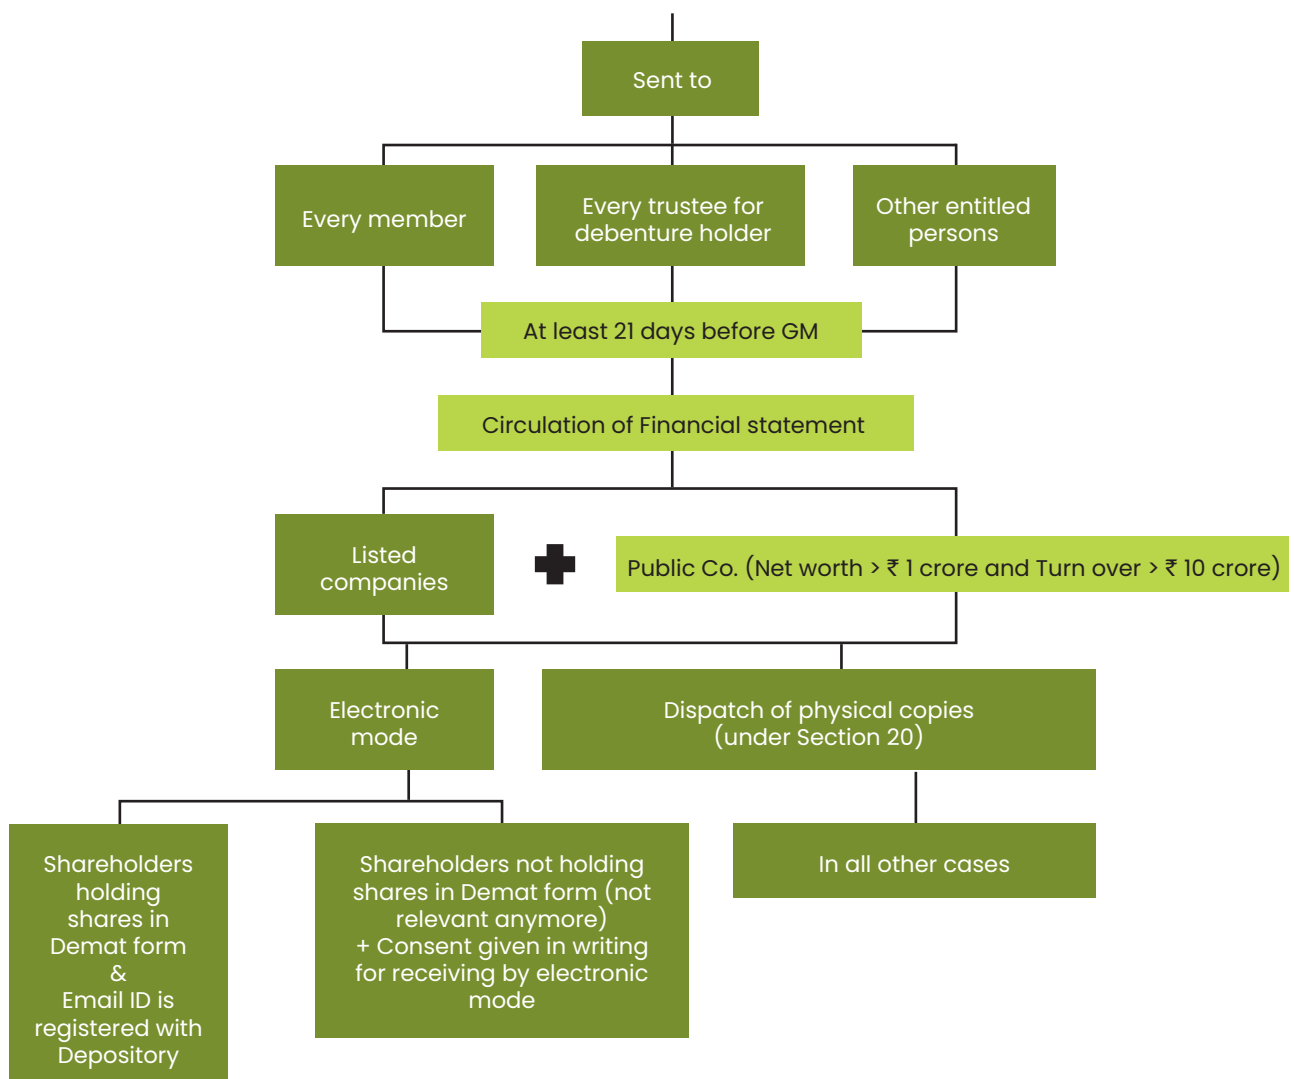 Sent to
Every member
Every trustee for
debenture holder
Other entitled
persons
At least 21 days before GM
Circulation of Financial statement
Listed
companies
Public Co. (Net worth > ₹ 1 crore and Turn over > ₹ 10 crore)
Electronic
mode
Dispatch of physical copies
(under Section 20)
Shareholders
holding
shares in
Demat form
&
Email ID is
registered with
Depository
Shareholders not holding
shares in Demat form (not
relevant anymore)
+ Consent given in writing
for receiving by electronic
mode
In all other cases